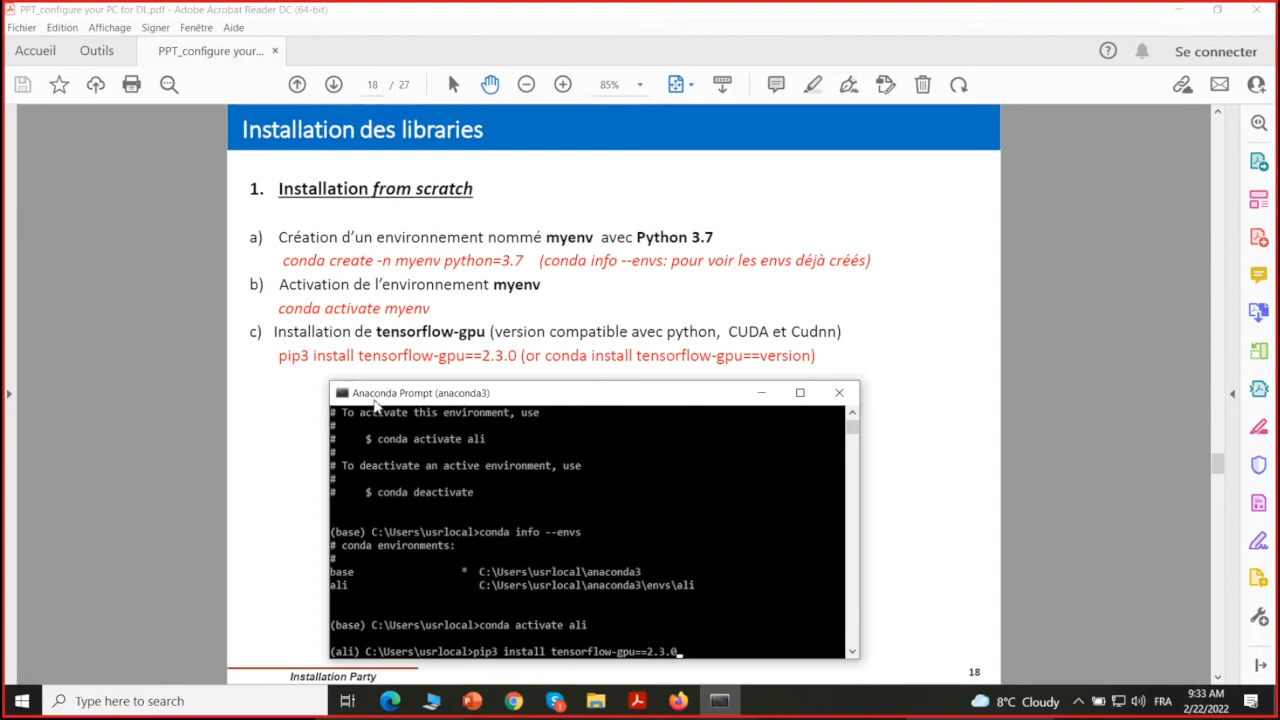 PPT_configure your PC for DL.pdf - Adobe Acrobat Reader DC (64-bit)
Fichier Edition Affichage Signer Fenêtre Aide
Accueil Outils PPT_configure your... × Se connecter
18 / 27 85%
Installation des libraries
1. Installation from scratch
a) Création d’un environnement nommé myenv avec Python 3.7
conda create -n myenv python=3.7 (conda info --envs: pour voir les envs déjà créés)
b) Activation de l’environnement myenv
conda activate myenv
c) Installation de tensorflow-gpu (version compatible avec python, CUDA et Cudnn)
pip3 install tensorflow-gpu==2.3.0 (or conda install tensorflow-gpu==version)
Anaconda Prompt (anaconda3)
# To activate this environment, use
#
# $ conda activate ali
#
# To deactivate an active environment, use
#
# $ conda deactivate
(base) C:\Users\usrlocal>conda info --envs
# conda environments:
#
base * C:\Users\usrlocal\anaconda3
ali C:\Users\usrlocal\anaconda3\envs\ali
(base) C:\Users\usrlocal>conda activate ali
(ali) C:\Users\usrlocal>pip3 install tensorflow-gpu==2.3.0_
Installation Party 18
Type here to search 8°C Cloudy FRA 9:33 AM
2/22/2022